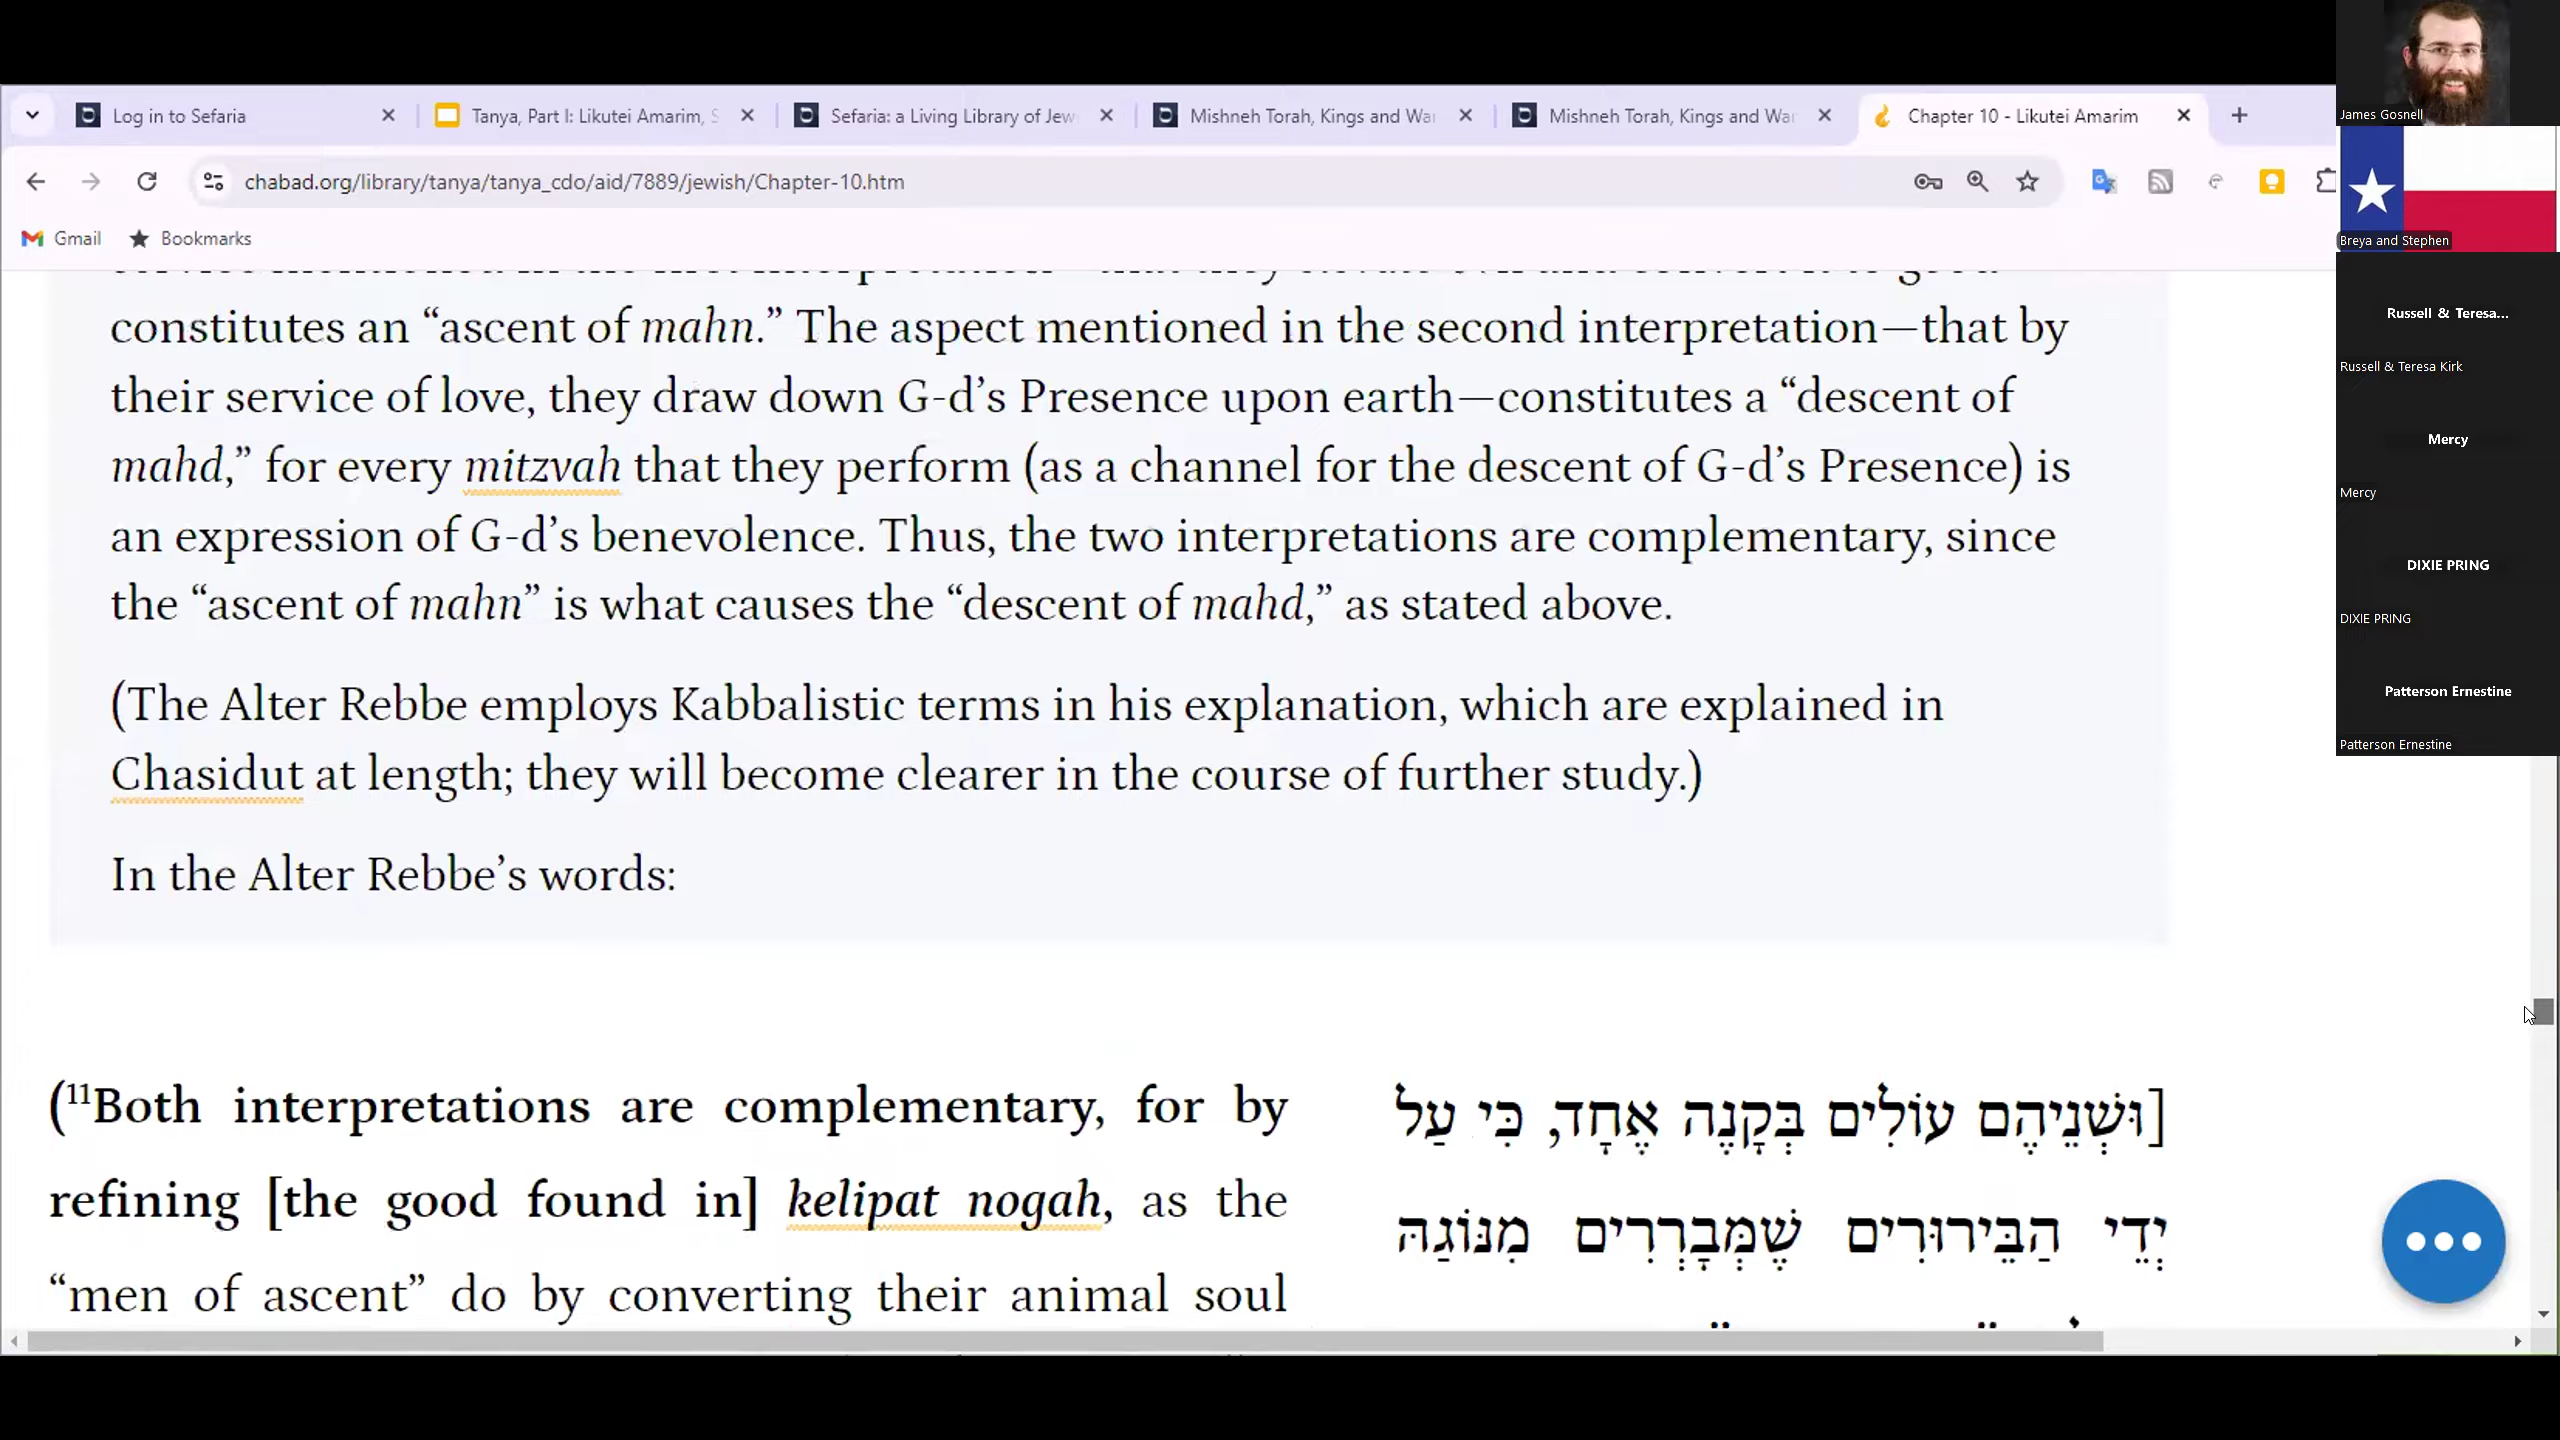 Log in to Sefaria
Tanya, Part I: Likutei Amarim, S
Sefaria: a Living Library of Jew
Mishneh Torah, Kings and War
Mishneh Torah, Kings and War
Chapter 10 - Likutei Amarim
chabad.org/library/tanya/tanya_cdo/aid/7889/jewish/Chapter-10.htm
Gmail
Bookmarks
constitutes an “ascent of mahn.” The aspect mentioned in the second interpretation—that by
their service of love, they draw down G-d’s Presence upon earth—constitutes a “descent of
mahd,” for every mitzvah that they perform (as a channel for the descent of G-d’s Presence) is
an expression of G-d’s benevolence. Thus, the two interpretations are complementary, since
the “ascent of mahn” is what causes the “descent of mahd,” as stated above.
(The Alter Rebbe employs Kabbalistic terms in his explanation, which are explained in
Chasidut at length; they will become clearer in the course of further study.)
In the Alter Rebbe’s words:
(11Both interpretations are complementary, for by
refining [the good found in] kelipat nogah, as the
“men of ascent” do by converting their animal soul
[וּשְׁנֵיהֶם עוֹלִים בְּקָנֶה אֶחָד, כִּי עַל
יְדֵי הַבֵּירוּרִים שֶׁמְּבָרְרִים מִנּוֹגַהּ
James Gosnell
Breya and Stephen
Russell & Teresa...
Russell & Teresa Kirk
Mercy
Mercy
DIXIE PRING
DIXIE PRING
Patterson Ernestine
Patterson Ernestine